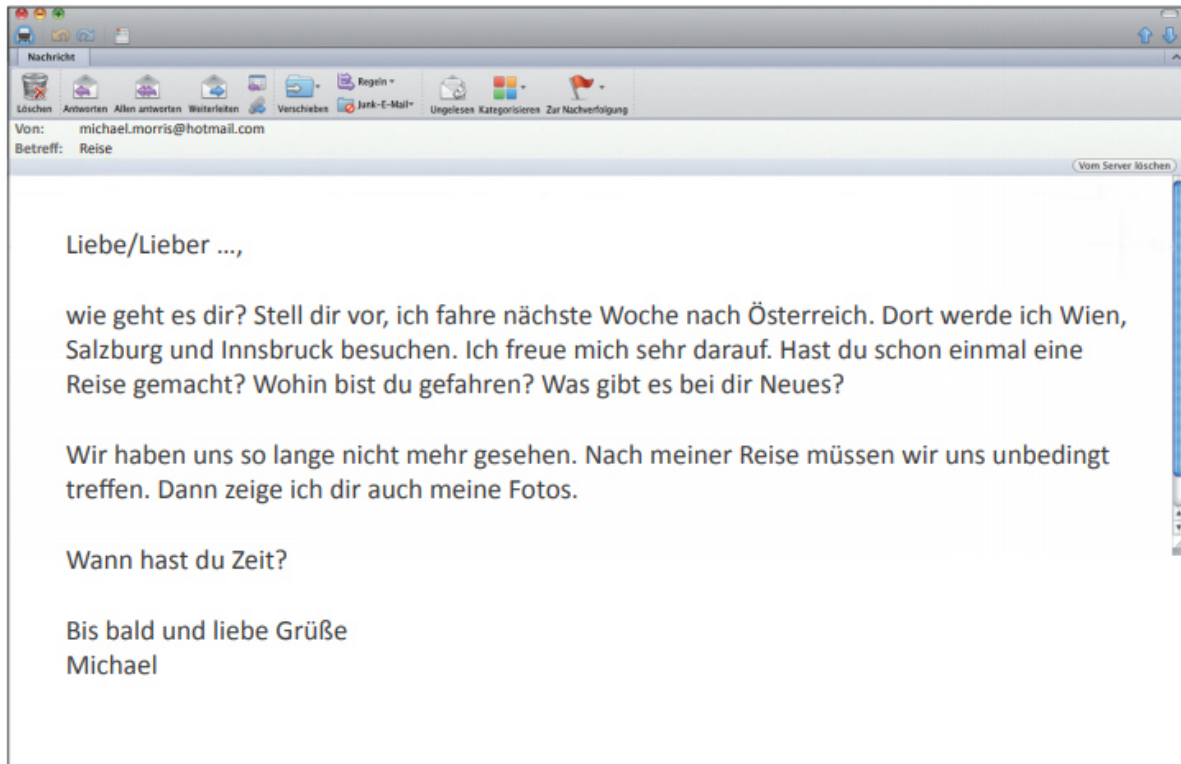 Nachricht
Regeln
Löschen Antworten Allen antworten Weiterleiten Verschieben Junk-E-Mail Ungelesen Kategorisieren Zur Nachverfolgung
Von: michael.morris@hotmail.com
Betreff: Reise
Vom Server löschen
Liebe/Lieber ...,
wie geht es dir? Stell dir vor, ich fahre nächste Woche nach Österreich. Dort werde ich Wien,
Salzburg und Innsbruck besuchen. Ich freue mich sehr darauf. Hast du schon einmal eine
Reise gemacht? Wohin bist du gefahren? Was gibt es bei dir Neues?
Wir haben uns so lange nicht mehr gesehen. Nach meiner Reise müssen wir uns unbedingt
treffen. Dann zeige ich dir auch meine Fotos.
Wann hast du Zeit?
Bis bald und liebe Grüße
Michael